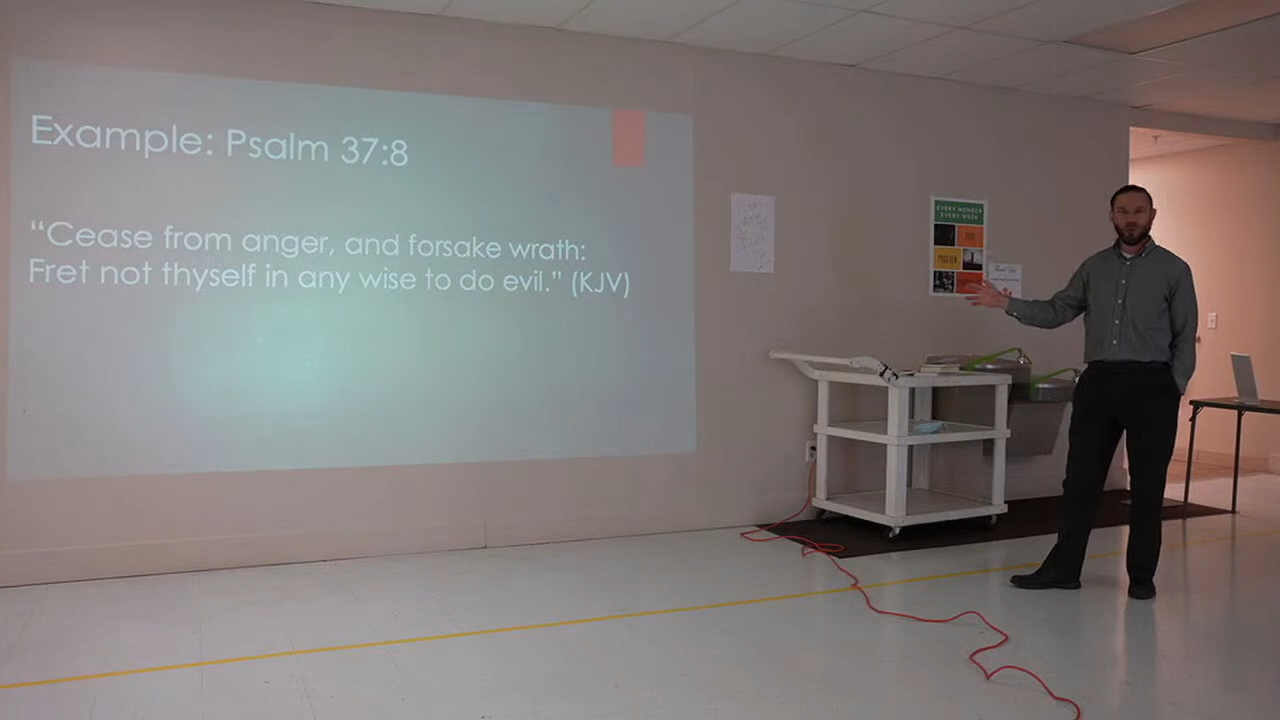 Example: Psalm 37:8
“Cease from anger, and forsake wrath:
Fret not thyself in any wise to do evil.” (KJV)
EVERY MEMBER
EVERY WEEK